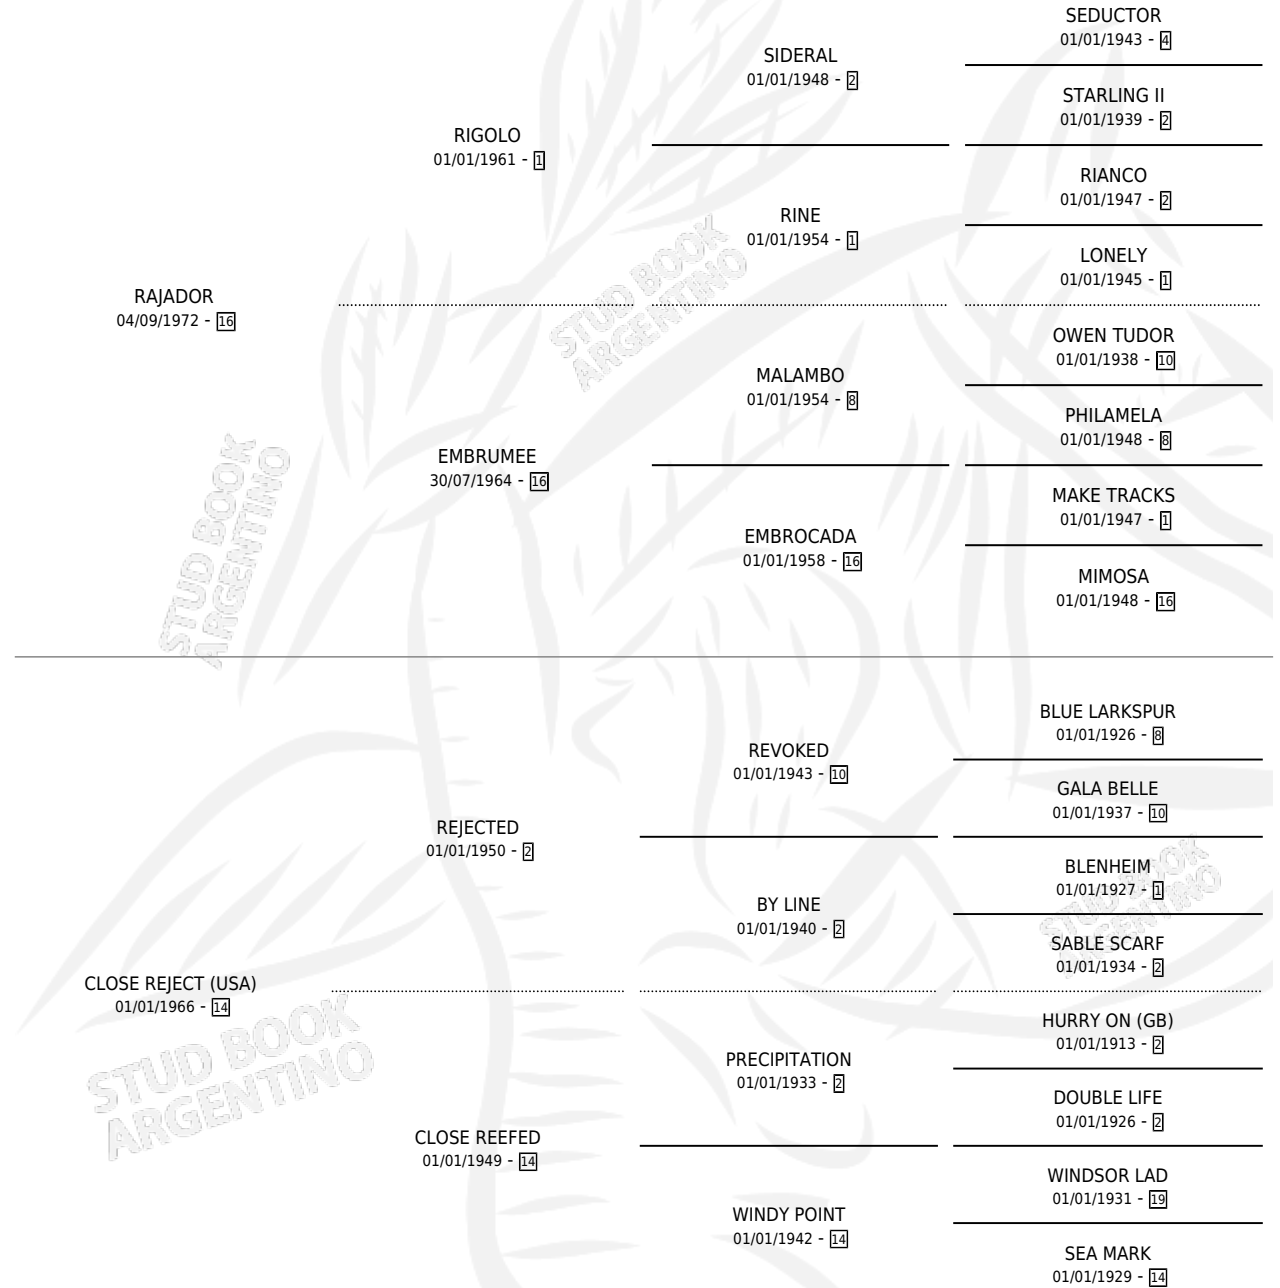 SEDUCTOR
01/01/1943 - 4
SIDERAL
01/01/1948 - 2
STARLING II
01/01/1939 - 2
RIGOLO
01/01/1961 - 1
RIANCO
01/01/1947 - 2
RINE
01/01/1954 - 1
LONELY
01/01/1945 - 1
RAJADOR
04/09/1972 - 16
OWEN TUDOR
01/01/1938 - 10
MALAMBO
01/01/1954 - 8
PHILAMELA
01/01/1948 - 8
EMBRUMEE
30/07/1964 - 16
MAKE TRACKS
01/01/1947 - 1
EMBROCADA
01/01/1958 - 16
MIMOSA
01/01/1948 - 16
BLUE LARKSPUR
01/01/1926 - 8
REVOKED
01/01/1943 - 10
GALA BELLE
01/01/1937 - 10
REJECTED
01/01/1950 - 2
BLENHEIM
01/01/1927 - 1
BY LINE
01/01/1940 - 2
SABLE SCARF
01/01/1934 - 2
CLOSE REJECT (USA)
01/01/1966 - 14
HURRY ON (GB)
01/01/1913 - 2
PRECIPITATION
01/01/1933 - 2
DOUBLE LIFE
01/01/1926 - 2
CLOSE REEFED
01/01/1949 - 14
WINDSOR LAD
01/01/1931 - 19
WINDY POINT
01/01/1942 - 14
SEA MARK
01/01/1929 - 14
STUD BOOK
ARGENTINO
STUD BOOK
ARGENTINO
STUD BOOK
ARGENTINO
STUD BOOK
ARGENTINO